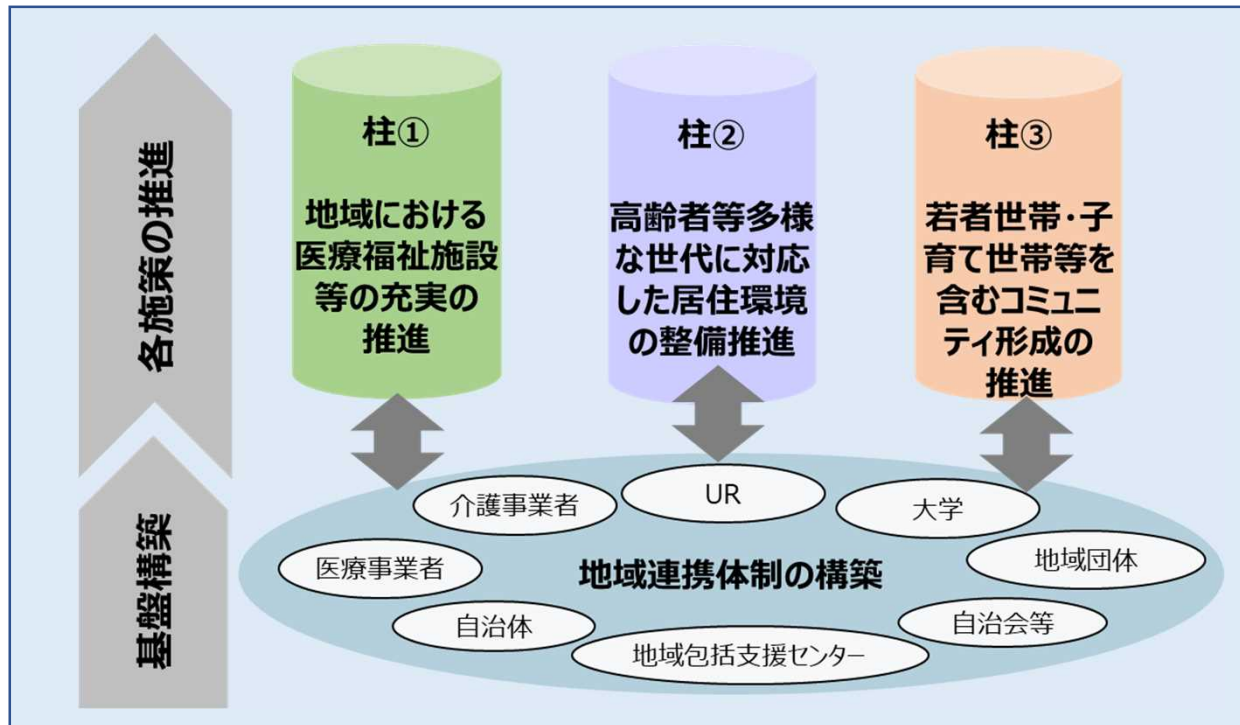 各施策の推進
基盤構築
柱①
地域における
医療福祉施設
等の充実の
推進
柱②
高齢者等多様
な世代に対応
した居住環境
の整備推進
柱③
若者世帯・子
育て世帯等を
含むコミュニ
ティ形成の
推進
介護事業者
UR
大学
医療事業者
地域連携体制の構築
地域団体
自治体
地域包括支援センター
自治会等